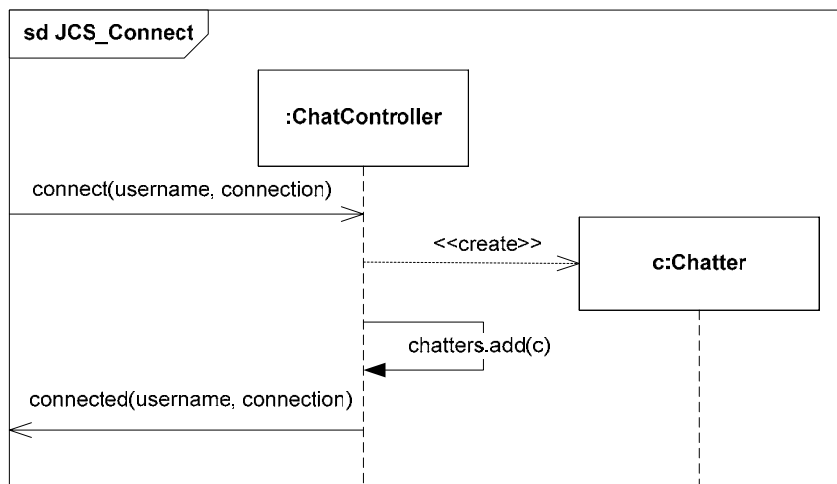 sd JCS_Connect
:ChatController
connect(username, connection)
<<create>>
c:Chatter
chatters.add(c)
connected(username, connection)